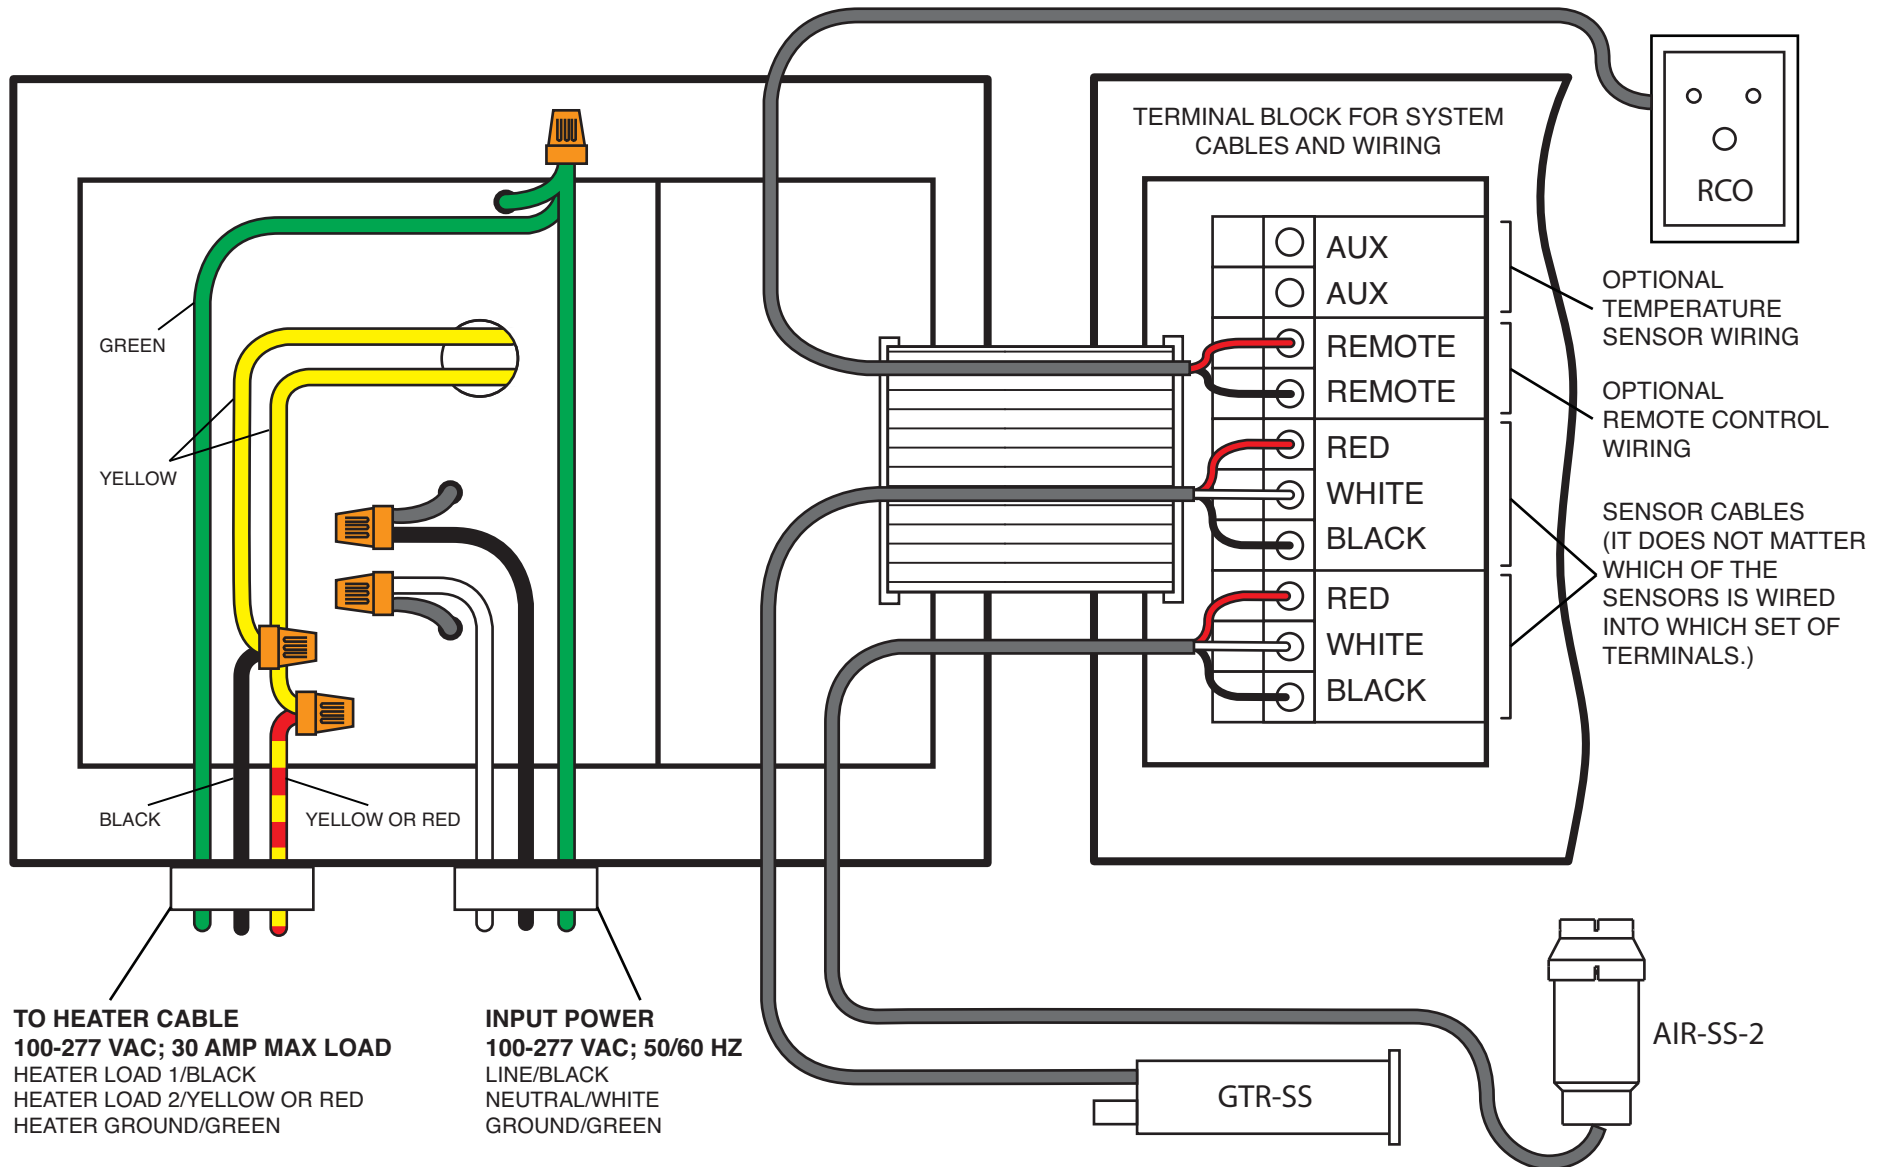 TERMINAL BLOCK FOR SYSTEM
CABLES AND WIRING
RCO
AUX
AUX
REMOTE
REMOTE
RED
WHITE
BLACK
RED
WHITE
BLACK
OPTIONAL
TEMPERATURE
SENSOR WIRING
OPTIONAL
REMOTE CONTROL
WIRING
SENSOR CABLES
(IT DOES NOT MATTER
WHICH OF THE
SENSORS IS WIRED
INTO WHICH SET OF
TERMINALS.)
GREEN
YELLOW
BLACK
YELLOW OR RED
TO HEATER CABLE
100-277 VAC; 30 AMP MAX LOAD
HEATER LOAD 1/BLACK
HEATER LOAD 2/YELLOW OR RED
HEATER GROUND/GREEN
INPUT POWER
100-277 VAC; 50/60 HZ
LINE/BLACK
NEUTRAL/WHITE
GROUND/GREEN
GTR-SS
AIR-SS-2